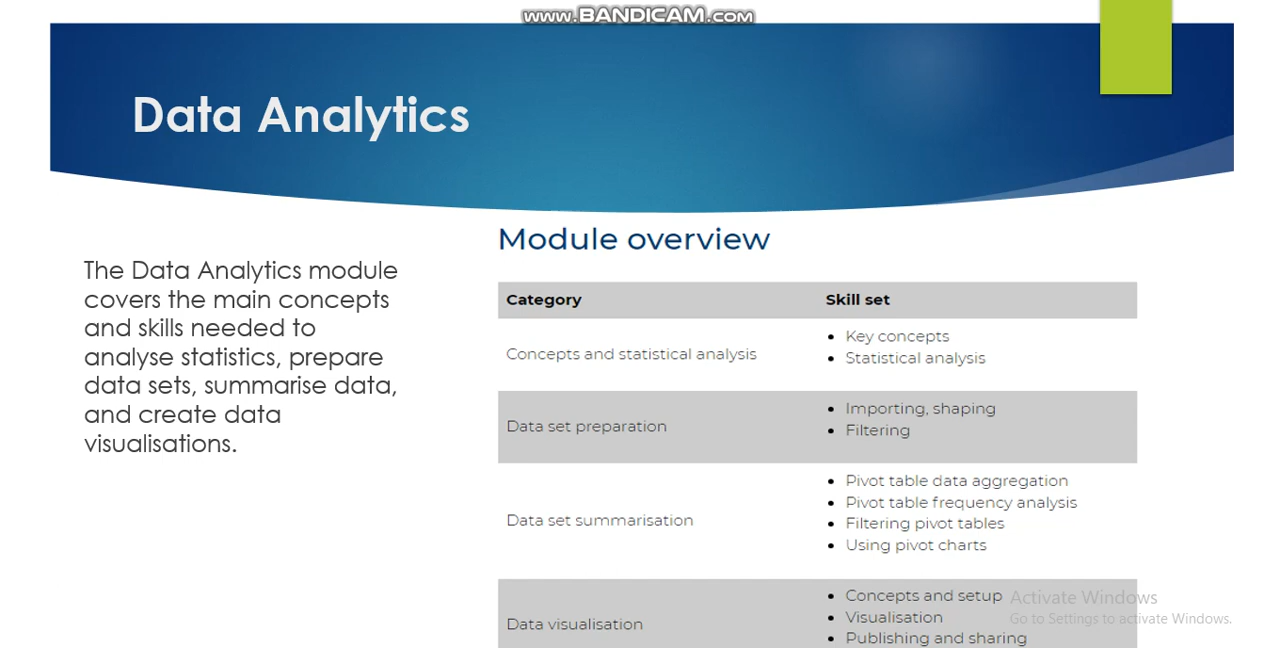 www.BANDICAM.com
Data Analytics
The Data Analytics module
covers the main concepts
and skills needed to
analyse statistics, prepare
data sets, summarise data,
and create data
visualisations.
Module overview
Category Skill set
Concepts and statistical analysis
• Key concepts
• Statistical analysis
Data set preparation
• Importing, shaping
• Filtering
Data set summarisation
• Pivot table data aggregation
• Pivot table frequency analysis
• Filtering pivot tables
• Using pivot charts
Data visualisation
• Concepts and setup
• Visualisation
• Publishing and sharing
Activate Windows
Go to Settings to activate Windows.